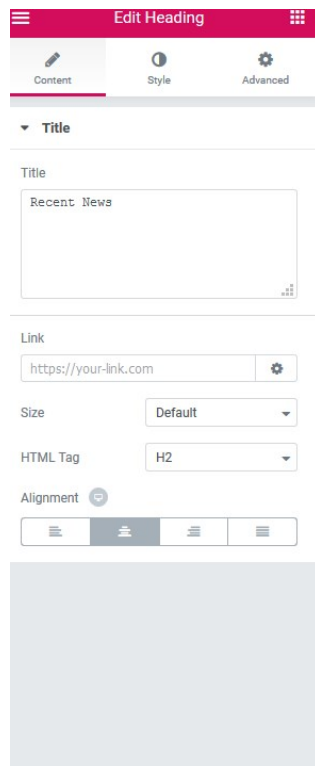 Edit Heading
Content Style Advanced
Title
Title
Recent News
Link
https://your-link.com
Size Default
HTML Tag H2
Alignment